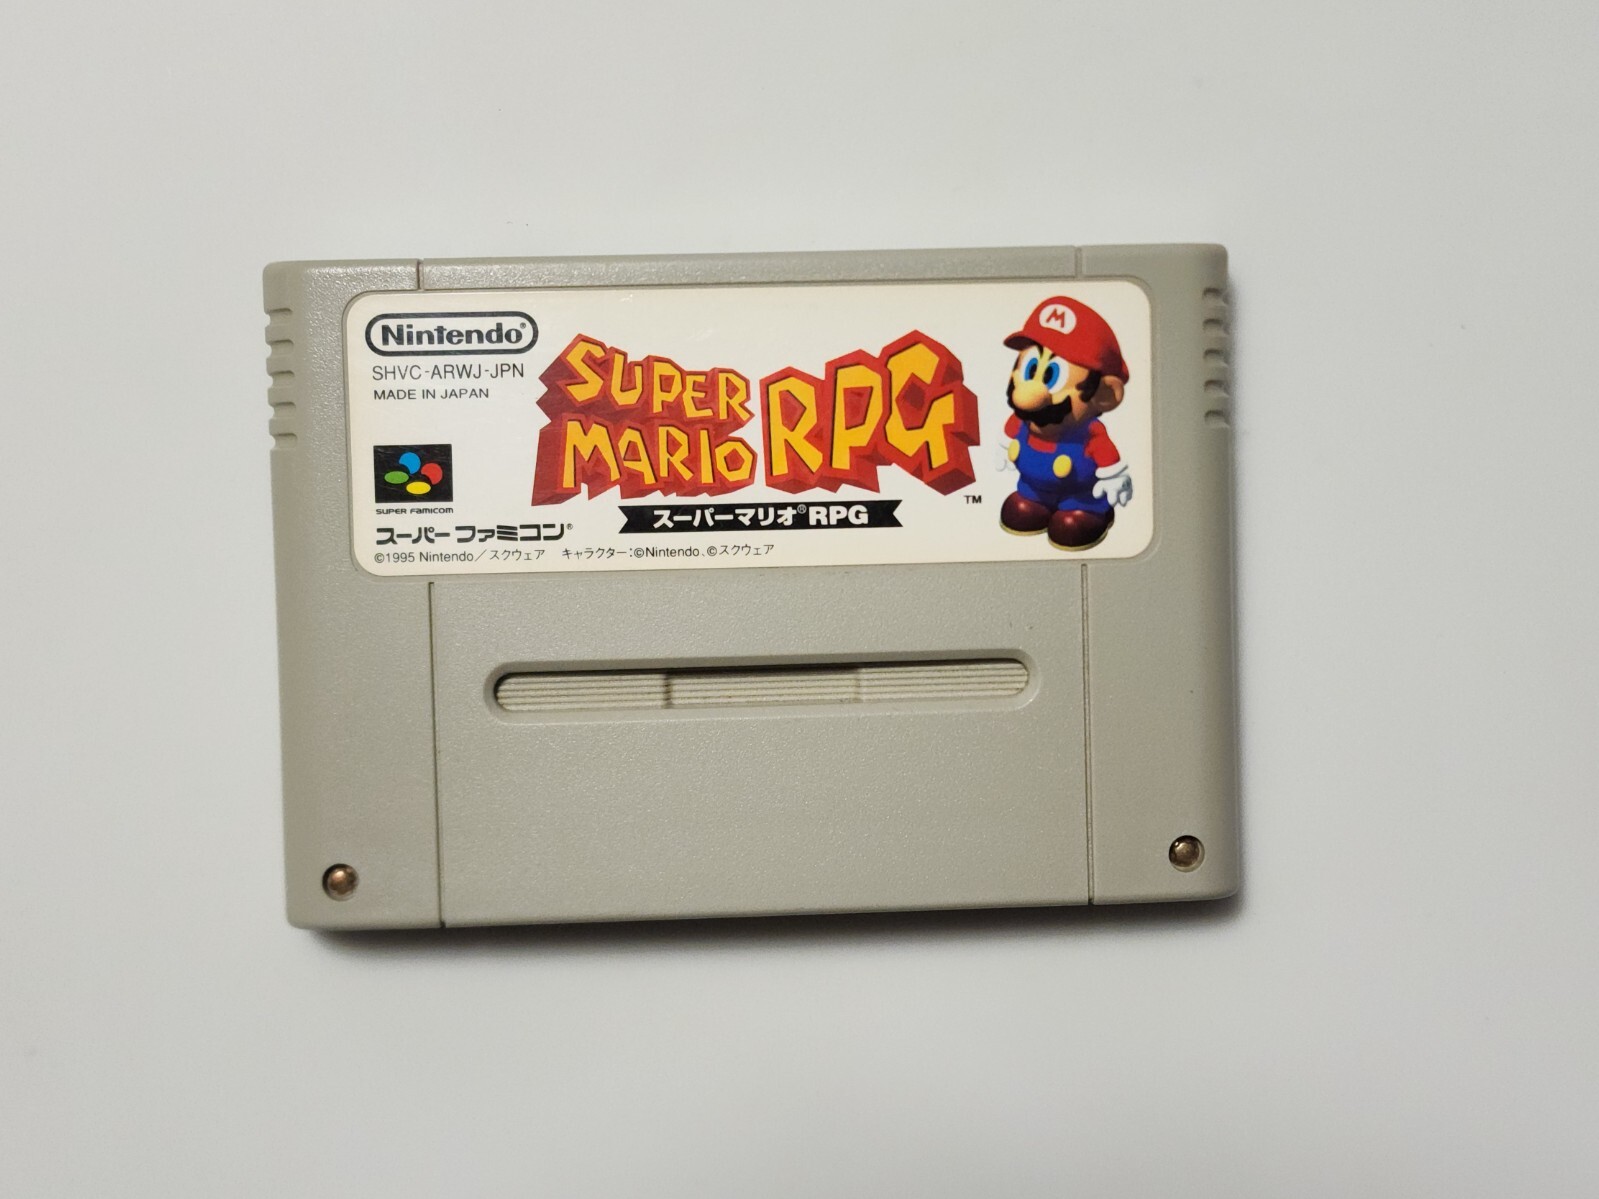 Nintendo®
SHVC-ARWJ-JPN
MADE IN JAPAN
SUPER FAMICOM
スーパーファミコン®
©1995 Nintendo／スクウェア キャラクター:©Nintendo、©スクウェア
SUPER
MARIO RPG
TM
スーパーマリオ®RPG
M